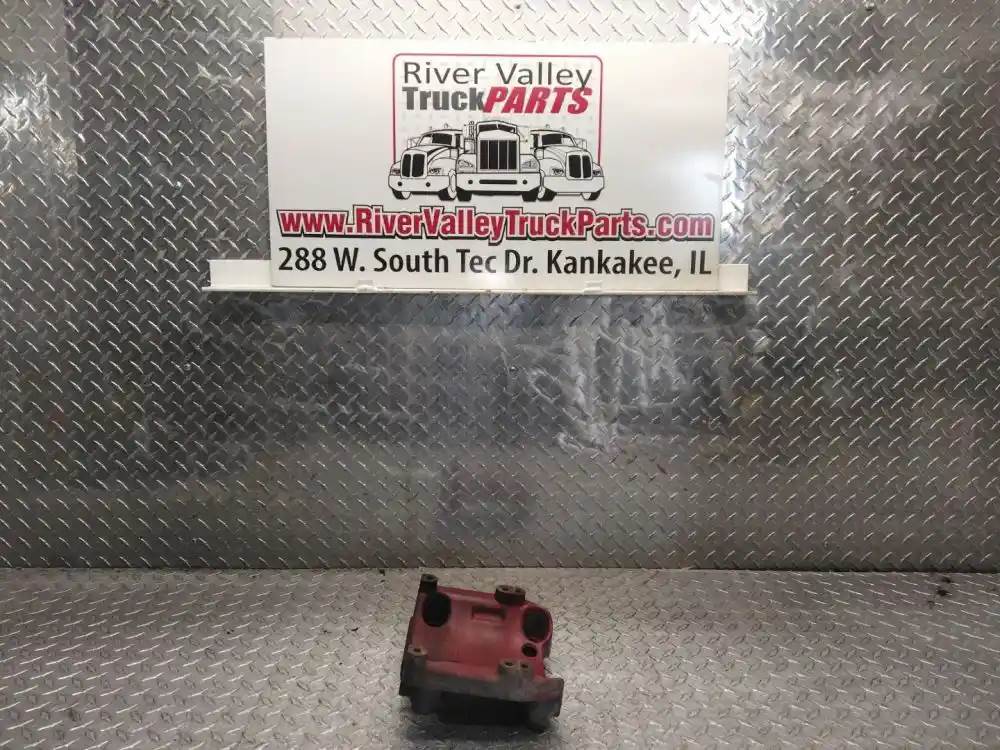 River Valley
TruckPARTS
www.RiverValleyTruckParts.com
288 W. South Tec Dr. Kankakee, IL